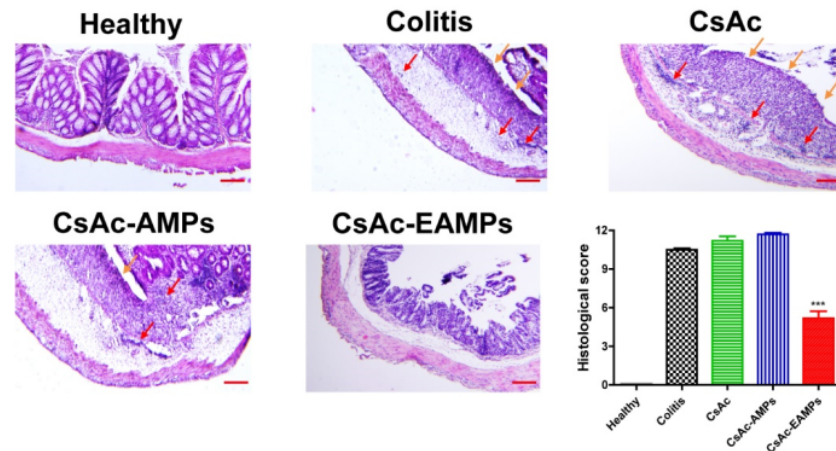 Healthy
Colitis
CsAc
CsAc-AMPs
CsAc-EAMPs
Histological score
12
9
6
3
0
***
Healthy
Colitis
CsAc
CsAc-AMPs
CsAc-EAMPs